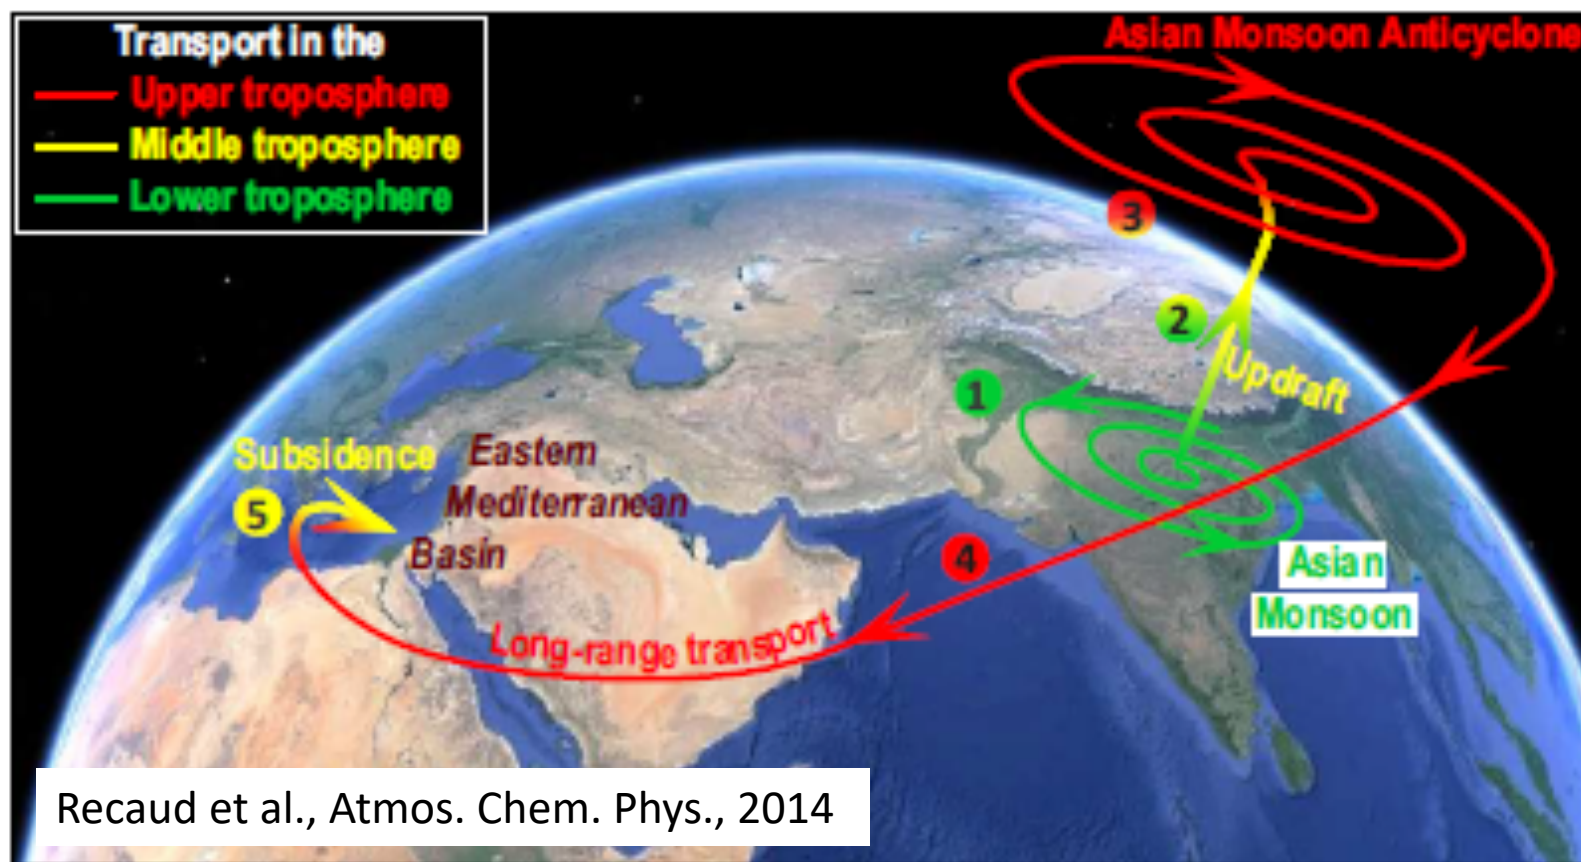 Transport in the
Upper troposphere
Middle troposphere
Lower troposphere
Asian Monsoon Anticyclone
3
2
Updraft
1
Subsidence
5
Eastern
Mediterranean
Basin
4
Asian
Monsoon
Long-range transport
Recaud et al., Atmos. Chem. Phys., 2014